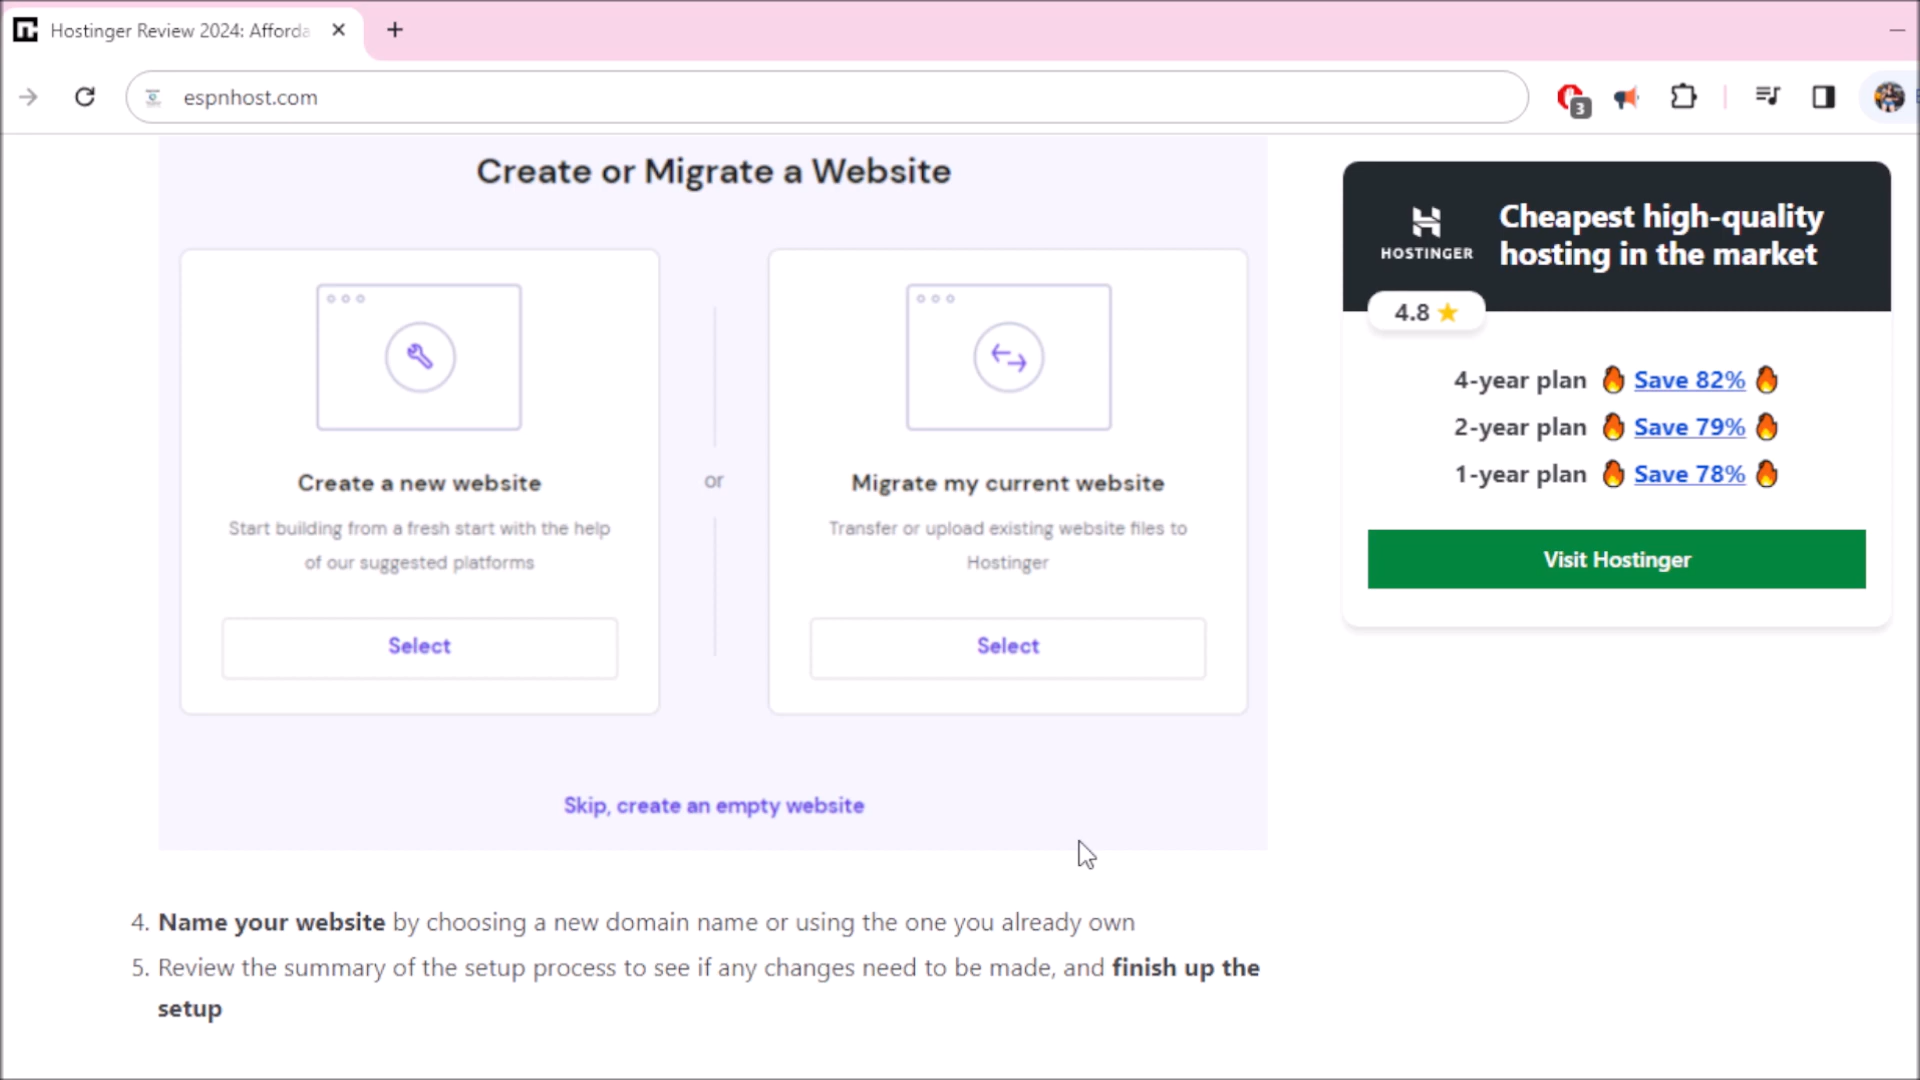 Hostinger Review 2024: Afforda
espnhost.com
3
Create or Migrate a Website
Create a new website
Start building from a fresh start with the help
of our suggested platforms
Select
or
Migrate my current website
Transfer or upload existing website files to
Hostinger
Select
Skip, create an empty website
4. Name your website by choosing a new domain name or using the one you already own
5. Review the summary of the setup process to see if any changes need to be made, and finish up the
setup
HOSTINGER
Cheapest high-quality
hosting in the market
4.8
4-year plan 🔥 Save 82% 🔥
2-year plan 🔥 Save 79% 🔥
1-year plan 🔥 Save 78% 🔥
Visit Hostinger